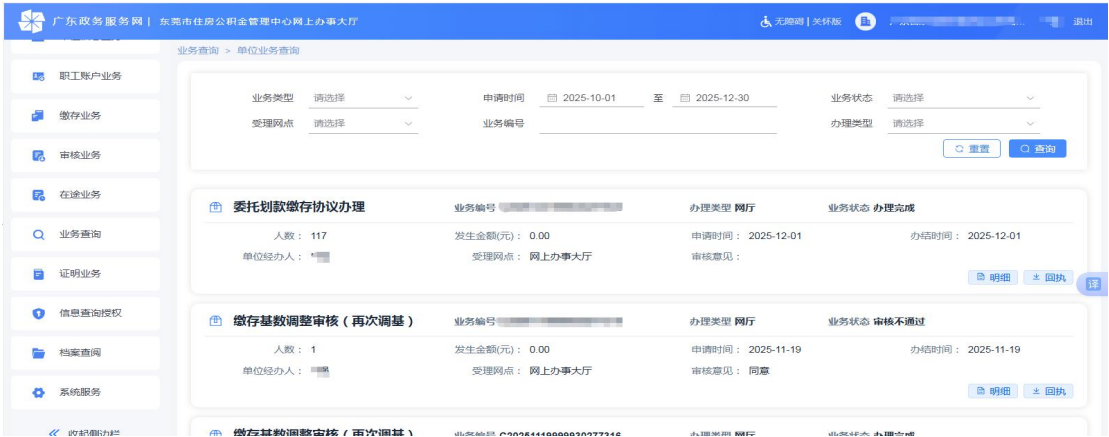 广东政务服务网 | 东莞市住房公积金管理中心网上办事大厅 无障碍 | 关怀版 退出
业务查询 > 单位业务查询
职工账户业务
缴存业务
审核业务
在途业务
业务查询
证明业务
信息查询授权
档案查阅
系统服务
收起侧边栏
业务类型 请选择 申请时间 2025-10-01 至 2025-12-30 业务状态 请选择
受理网点 请选择 业务编号 办理类型 请选择
重置 查询
委托划款缴存协议办理 业务编号 办理类型 网厅 业务状态 办理完成
人数： 117 发生金额(元)： 0.00 申请时间： 2025-12-01 办结时间： 2025-12-01
单位经办人： 受理网点： 网上办事大厅 审核意见：
明细 回执
译
缴存基数调整审核（再次调基） 业务编号 办理类型 网厅 业务状态 审核不通过
人数： 1 发生金额(元)： 0.00 申请时间： 2025-11-19 办结时间： 2025-11-19
单位经办人： 受理网点： 网上办事大厅 审核意见： 同意
明细 回执
缴存基数调整审核（再次调基） 业务编号 办理类型 网厅 业务状态 办理完成